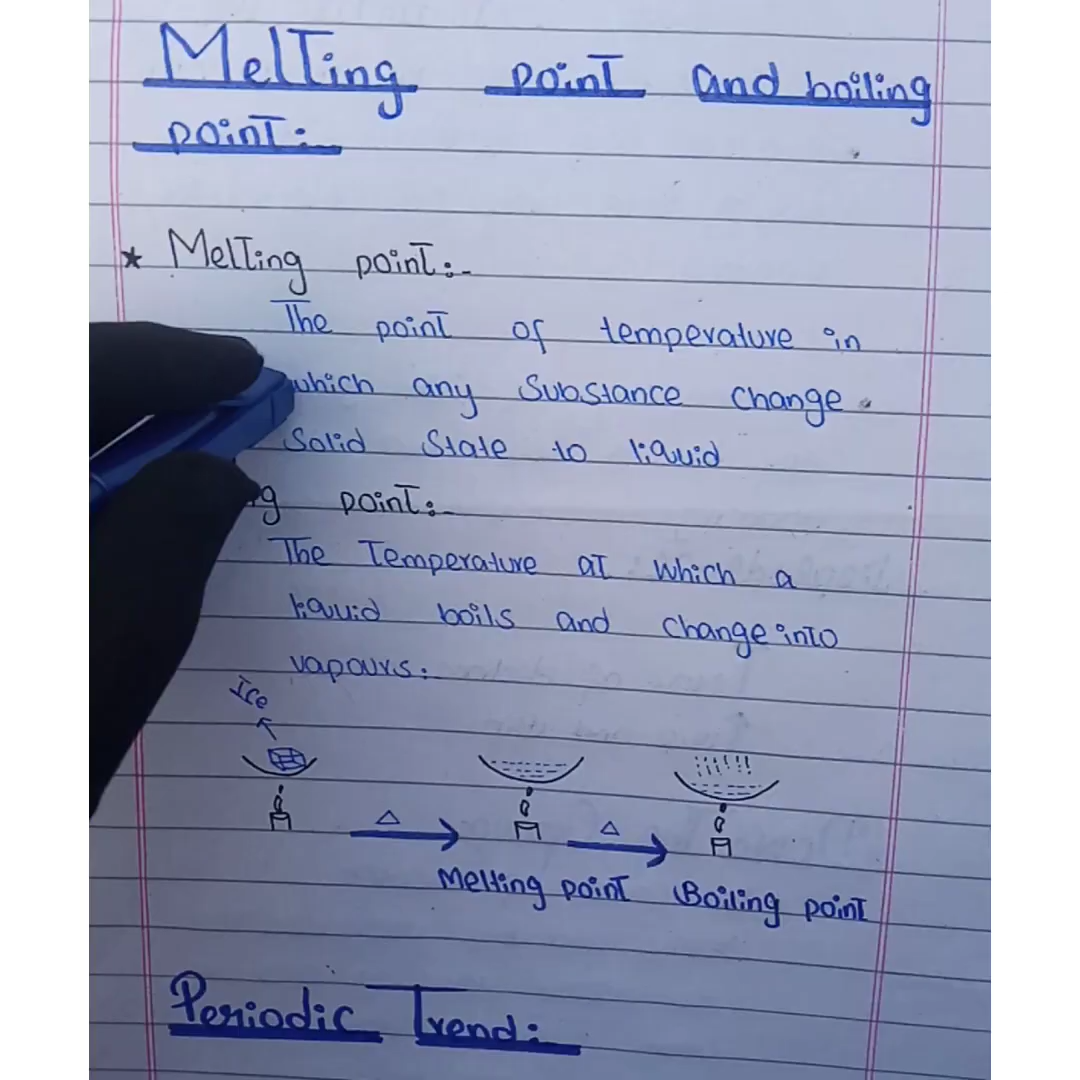 Melting point and boiling
point:-
* Melting point:-
The point of temperature in
which any Substance change
Solid State to liquid
point:-
The Temperature at which a
liquid boils and change into
vapours:
Ice
Δ
Δ
Melting point Boiling point
Periodic Trend:-